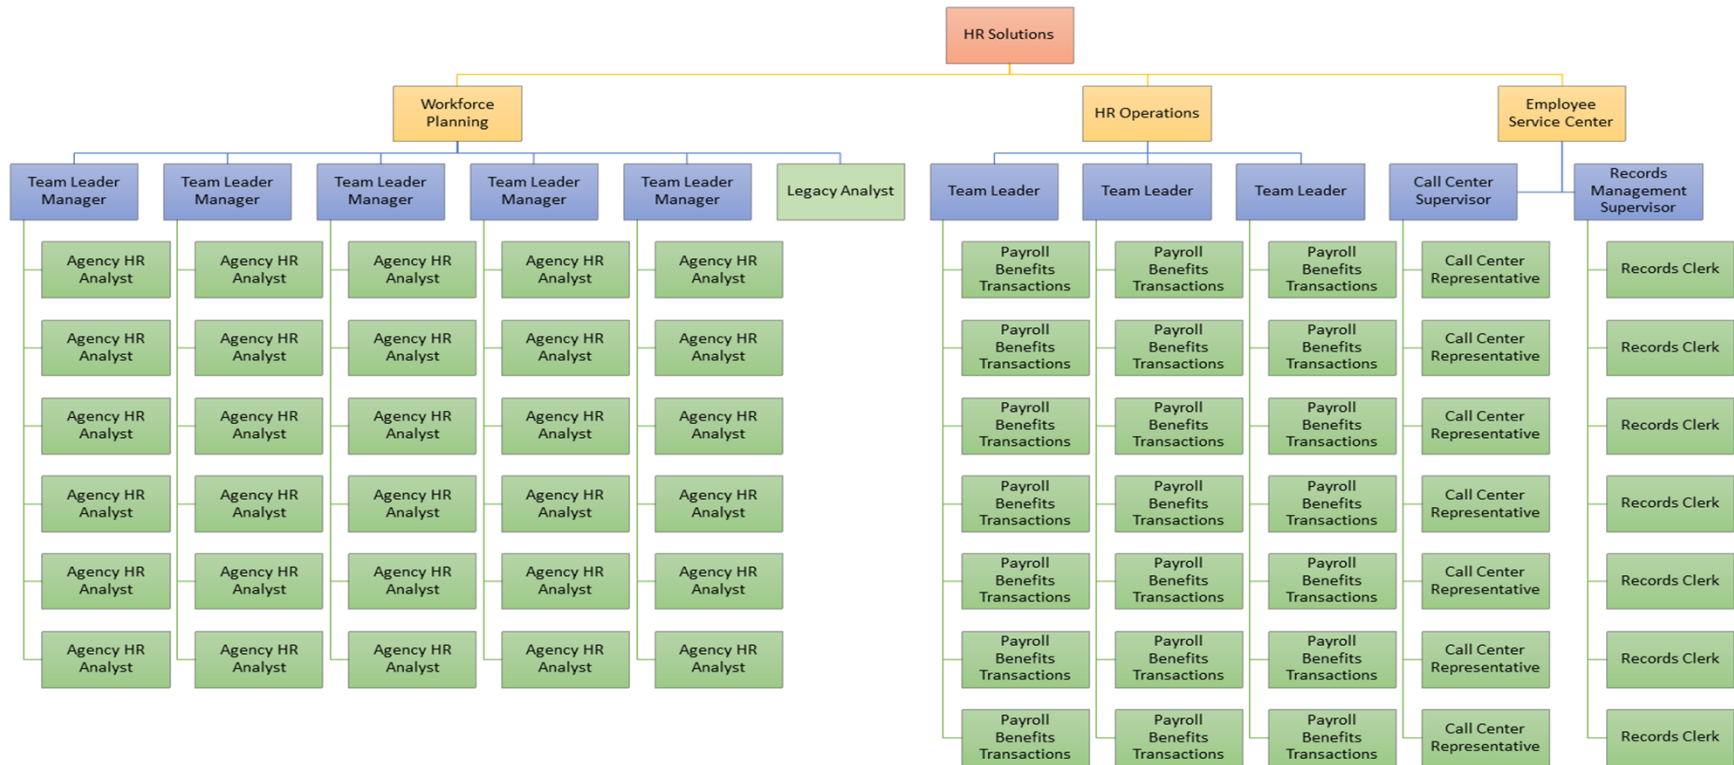 HR Solutions
Workforce
Planning
HR Operations
Employee
Service Center
Team Leader
Manager
Team Leader
Manager
Team Leader
Manager
Team Leader
Manager
Team Leader
Manager
Legacy Analyst
Team Leader
Team Leader
Team Leader
Call Center
Supervisor
Records
Management
Supervisor
Agency HR
Analyst
Agency HR
Analyst
Agency HR
Analyst
Agency HR
Analyst
Agency HR
Analyst
Payroll
Benefits
Transactions
Payroll
Benefits
Transactions
Payroll
Benefits
Transactions
Call Center
Representative
Records Clerk
Agency HR
Analyst
Agency HR
Analyst
Agency HR
Analyst
Agency HR
Analyst
Agency HR
Analyst
Payroll
Benefits
Transactions
Payroll
Benefits
Transactions
Payroll
Benefits
Transactions
Call Center
Representative
Records Clerk
Agency HR
Analyst
Agency HR
Analyst
Agency HR
Analyst
Agency HR
Analyst
Agency HR
Analyst
Payroll
Benefits
Transactions
Payroll
Benefits
Transactions
Payroll
Benefits
Transactions
Call Center
Representative
Records Clerk
Agency HR
Analyst
Agency HR
Analyst
Agency HR
Analyst
Agency HR
Analyst
Agency HR
Analyst
Payroll
Benefits
Transactions
Payroll
Benefits
Transactions
Payroll
Benefits
Transactions
Call Center
Representative
Records Clerk
Agency HR
Analyst
Agency HR
Analyst
Agency HR
Analyst
Agency HR
Analyst
Agency HR
Analyst
Payroll
Benefits
Transactions
Payroll
Benefits
Transactions
Payroll
Benefits
Transactions
Call Center
Representative
Records Clerk
Agency HR
Analyst
Agency HR
Analyst
Agency HR
Analyst
Agency HR
Analyst
Agency HR
Analyst
Payroll
Benefits
Transactions
Payroll
Benefits
Transactions
Payroll
Benefits
Transactions
Call Center
Representative
Records Clerk
Payroll
Benefits
Transactions
Payroll
Benefits
Transactions
Payroll
Benefits
Transactions
Call Center
Representative
Records Clerk